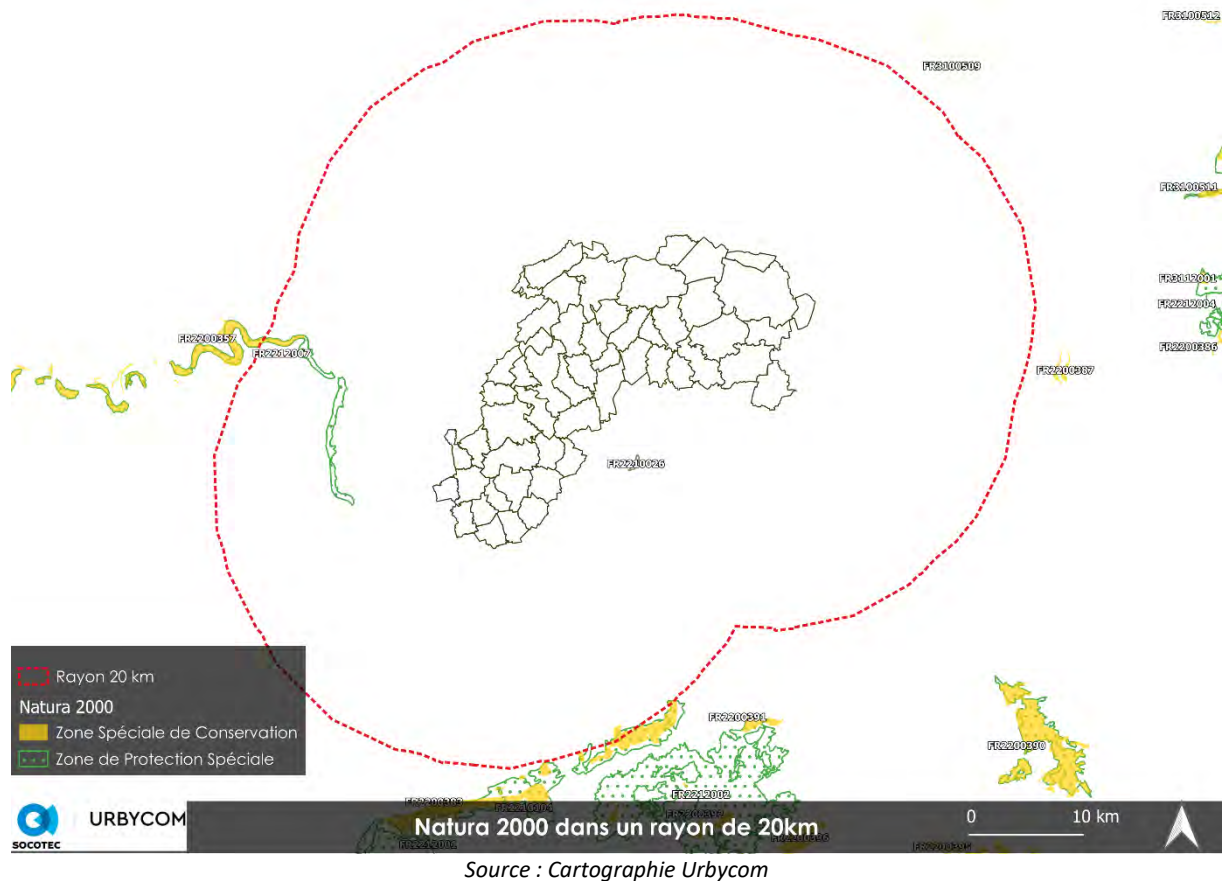 FR3100512
FR3100509
FR3100511
FR3112001
FR2212004
FR2200386
FR2200357
FR2212007
FR2200387
FR2210026
Rayon 20 km
Natura 2000
Zone Spéciale de Conservation
Zone de Protection Spéciale
FR2200391
FR2200390
FR2212002
SOCOTEC
URBYCOM
Natura 2000 dans un rayon de 20km
0 10 km
Source : Cartographie Urbycom